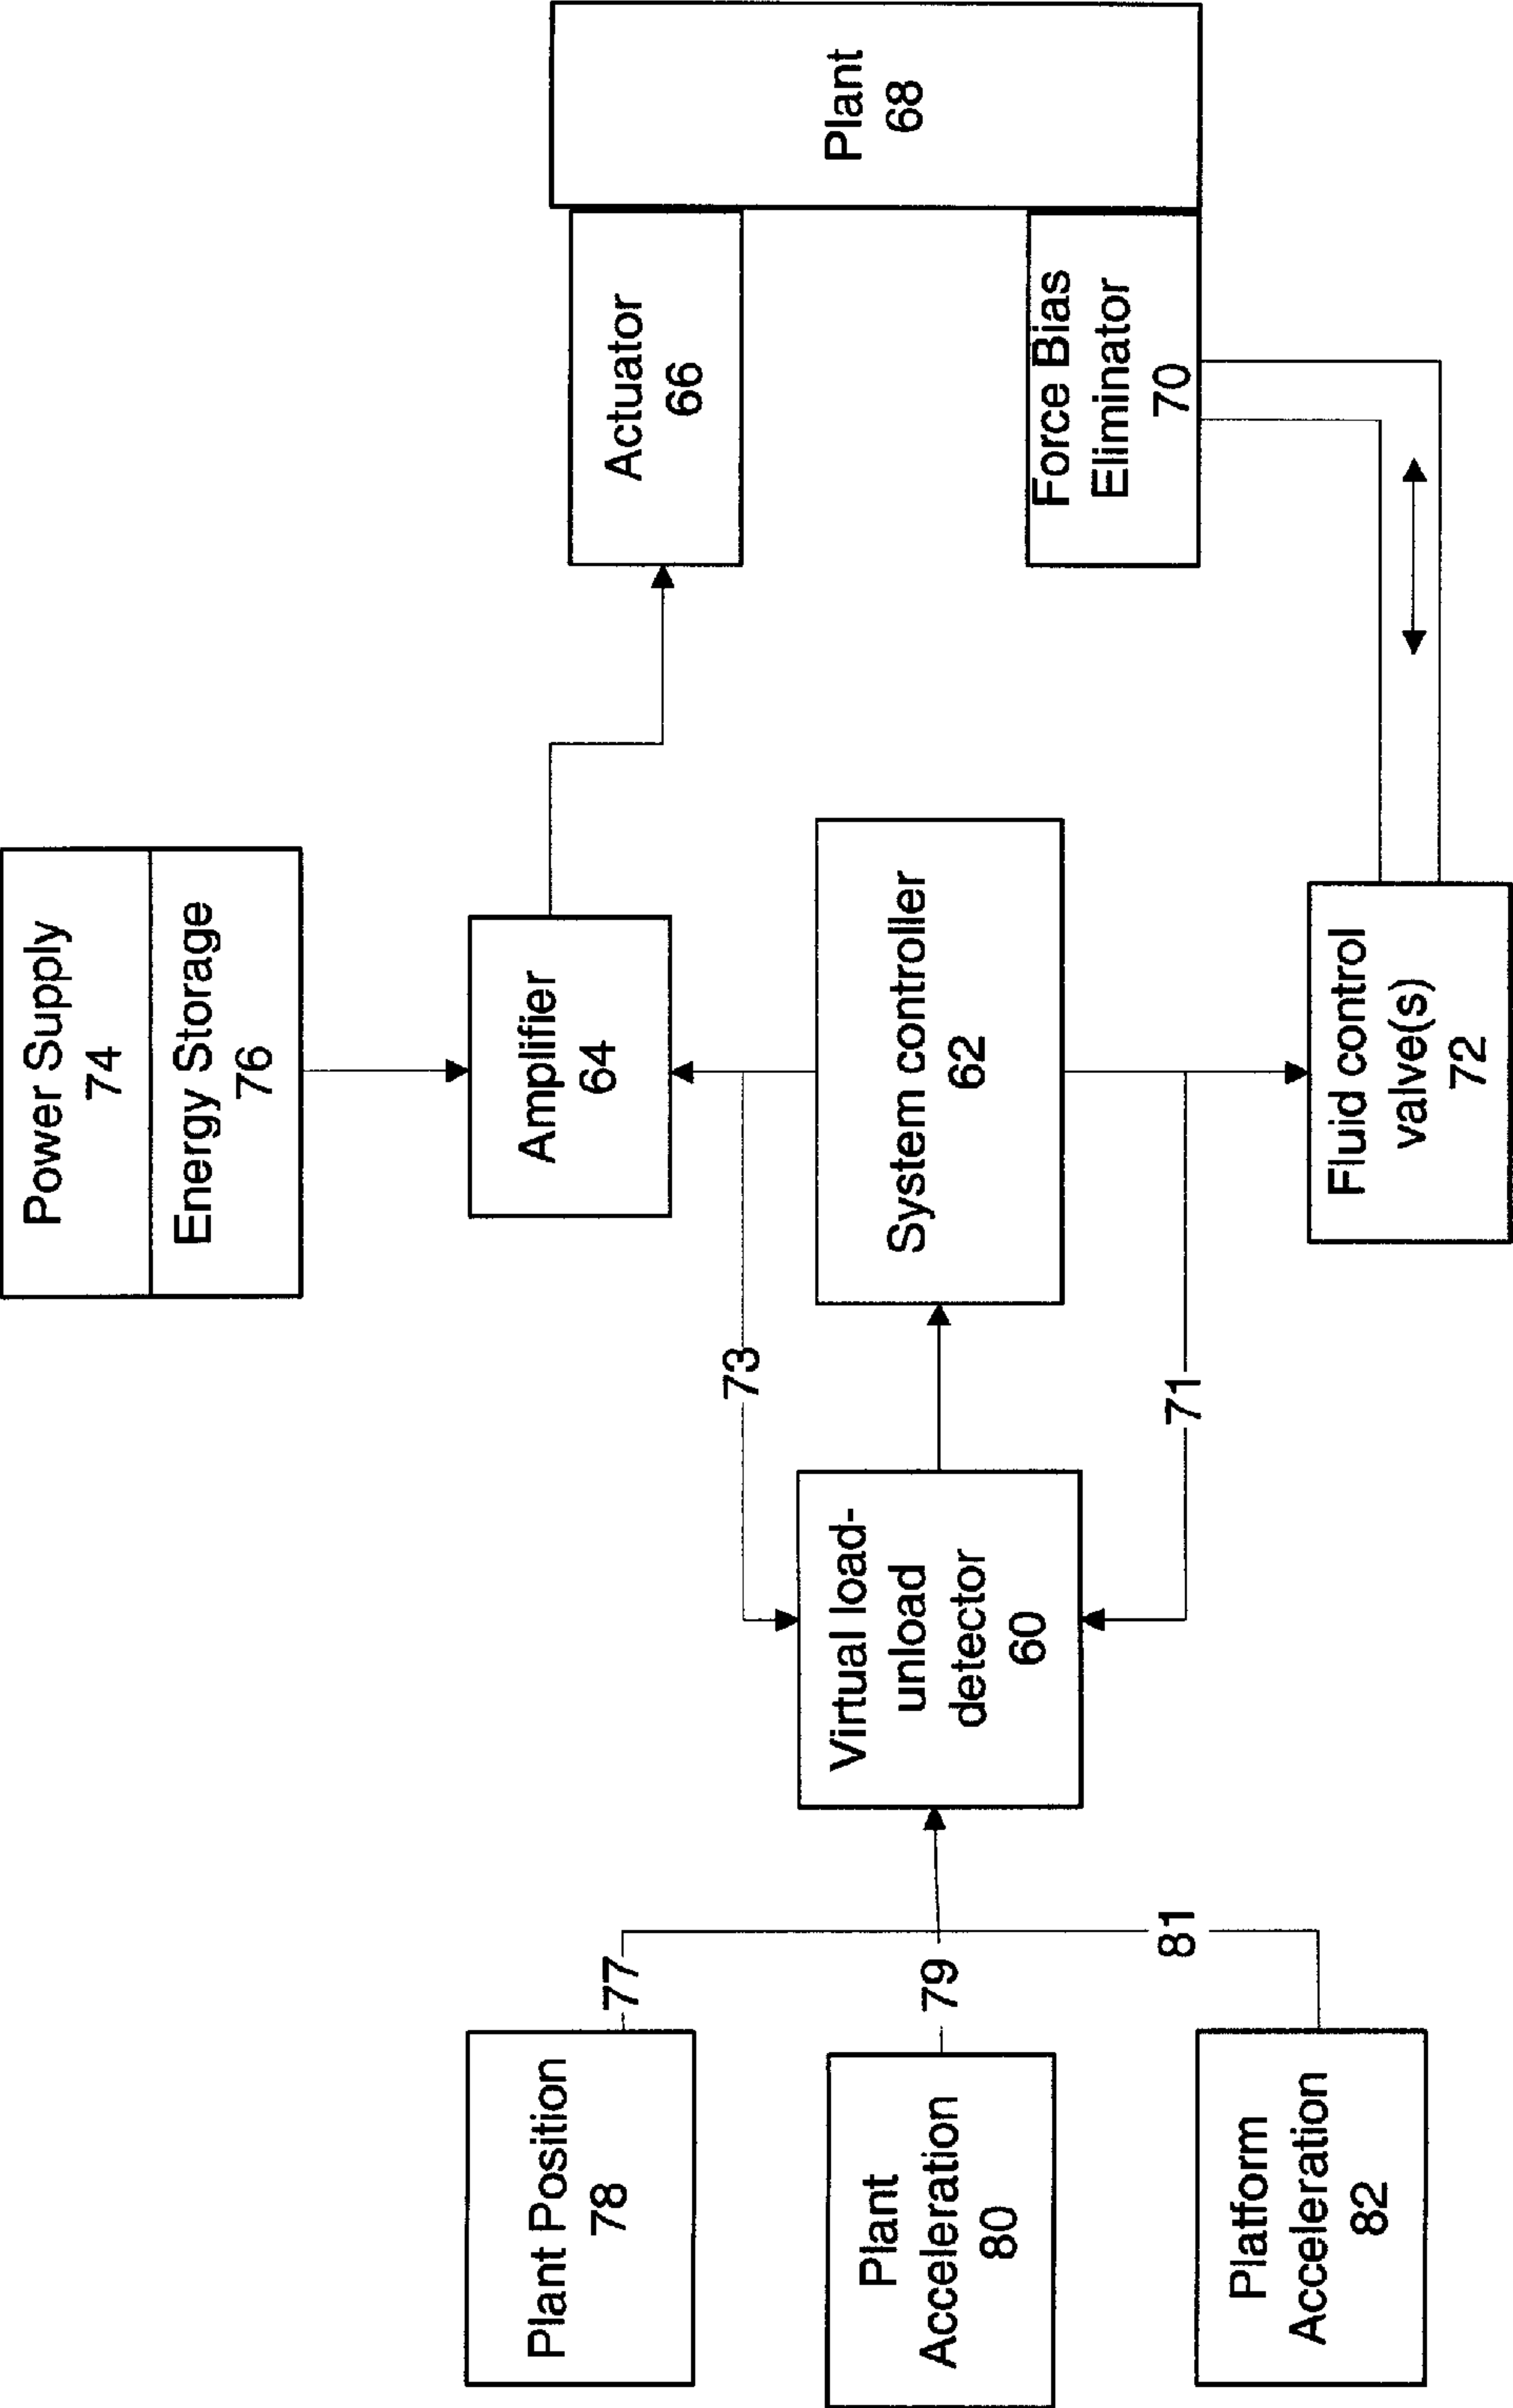 Power Supply
74
Energy Storage
76
Plant Position
78
77
73
Amplifier
64
Actuator
66
Plant
Acceleration
80
79
Virtual load-
unload
detector
60
System controller
62
Plant
68
Platform
Acceleration
82
81
71
Fluid control
valve(s)
72
Force Bias
Eliminator
70